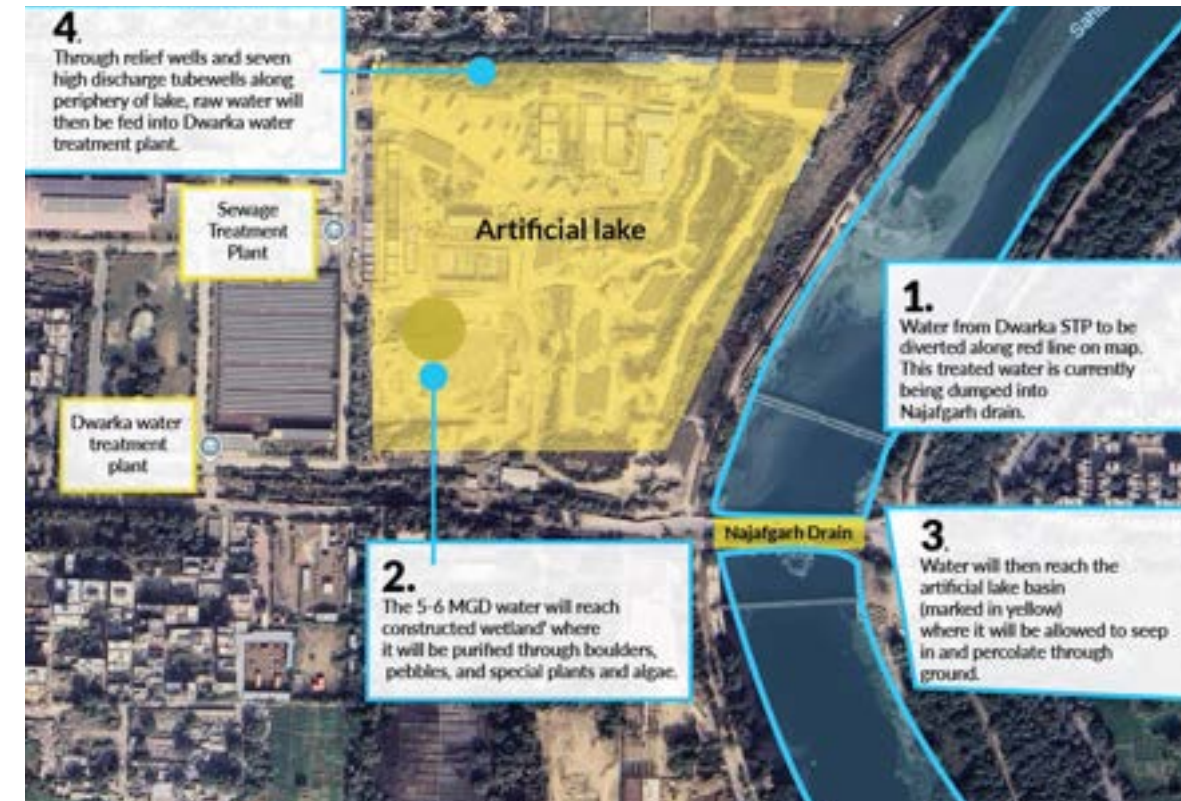 4.
Through relief wells and seven
high discharge tubewells along
periphery of lake, raw water will
then be fed into Dwarka water
treatment plant.
Sewage
Treatment
Plant
Artificial lake
1.
Water from Dwarka STP to be
diverted along red line on map.
This treated water is currently
being dumped into
Najafgarh drain.
Dwarka water
treatment
plant
Najafgarh Drain
2.
The 5-6 MGD water will reach
constructed wetland' where
it will be purified through boulders,
pebbles, and special plants and algae.
3.
Water will then reach the
artificial lake basin
(marked in yellow)
where it will be allowed to seep
in and percolate through
ground.